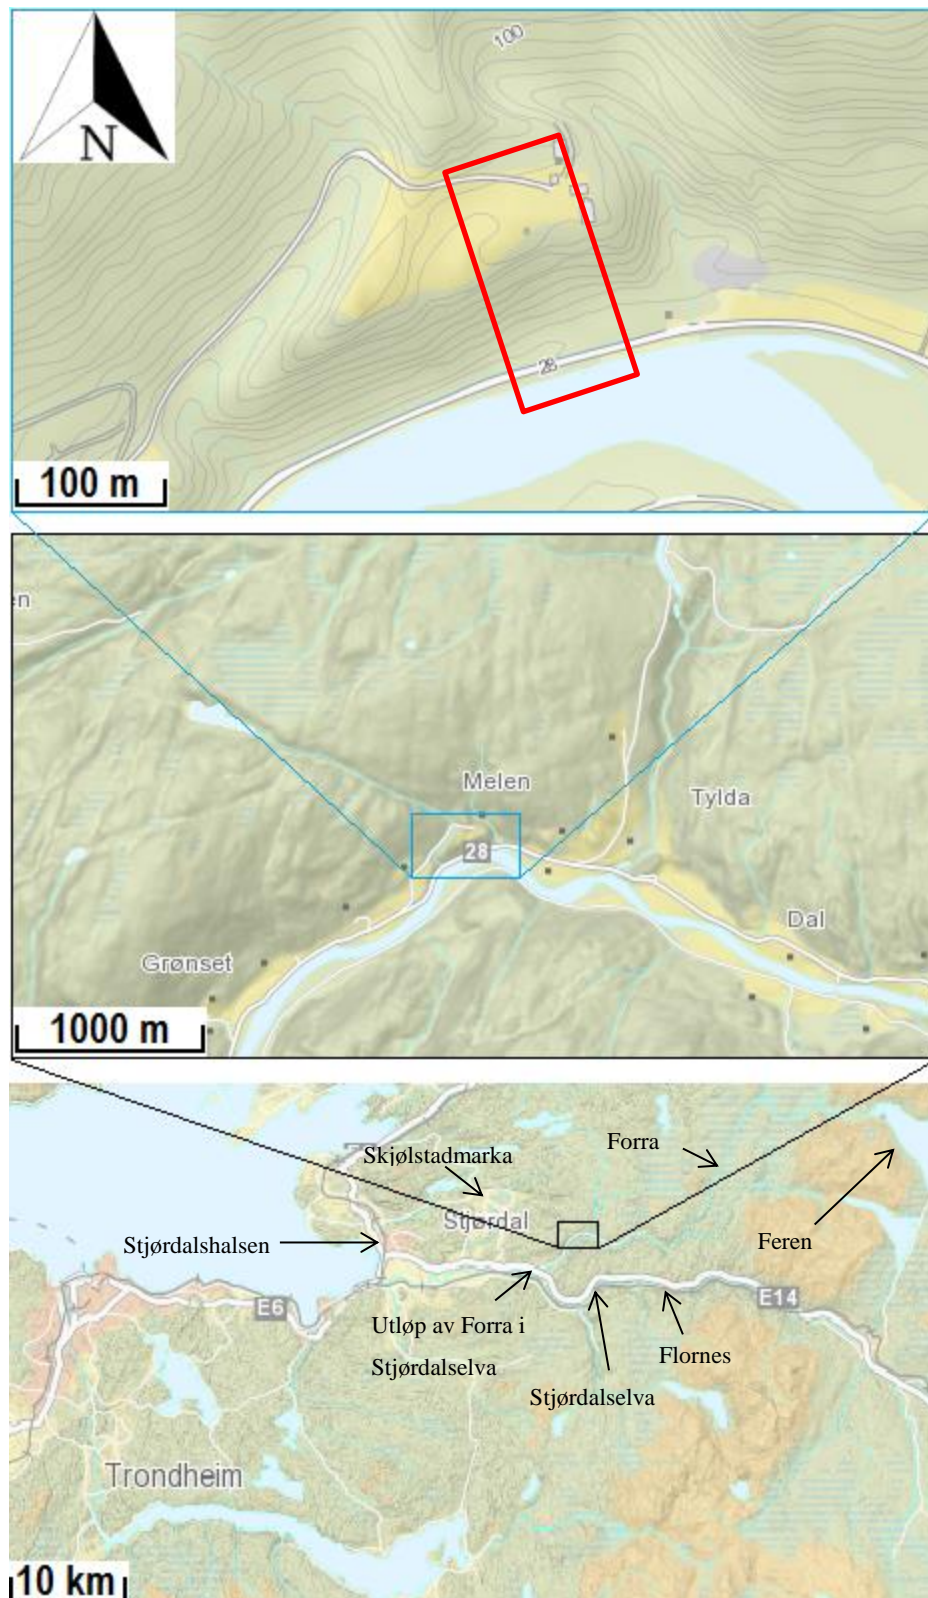 100
N
28
100 m
en
Melen
Tylda
28
Dal
Grønset
1000 m
Forra
Skjølstadmarka
Stjørdal
Stjørdalshalsen
Feren
E6
E14
Utløp av Forra i
Stjørdalselva
Flornes
Stjørdalselva
Trondheim
10 km